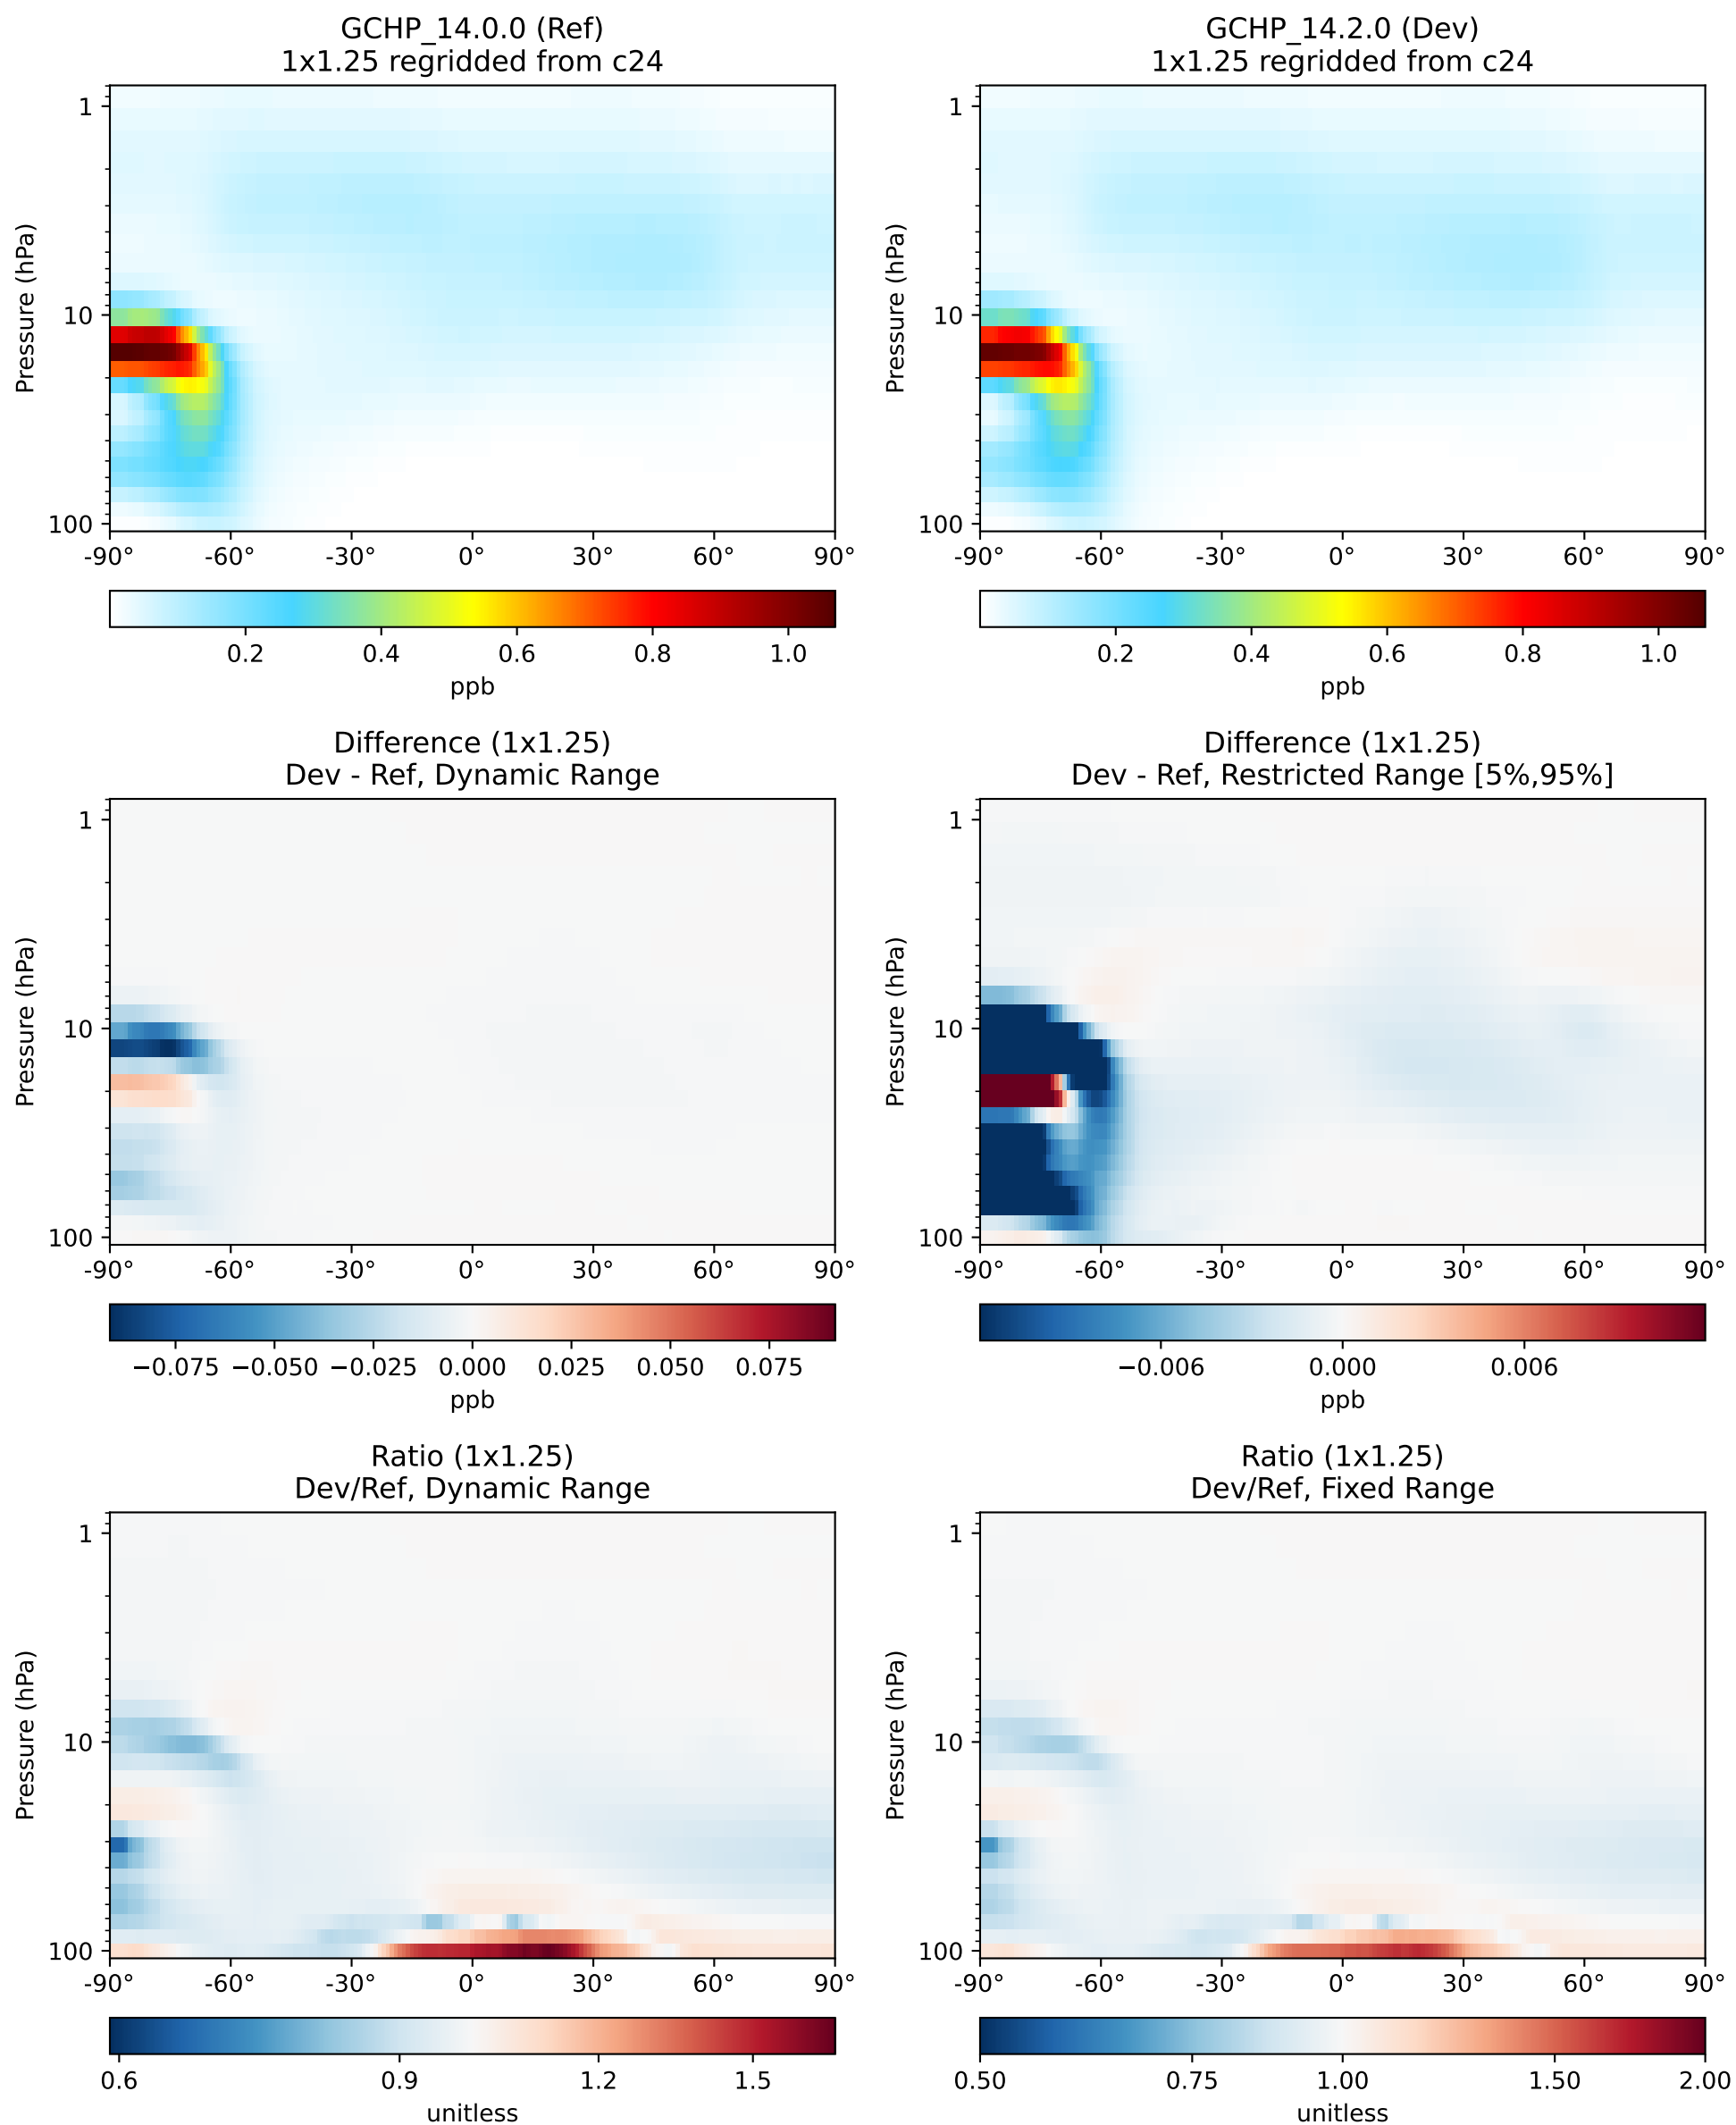 GCHP_14.0.0 (Ref)
1x1.25 regridded from c24
Pressure (hPa)
1
10
100
-90° -60° -30° 0° 30° 60° 90°
0.2 0.4 0.6 0.8 1.0
ppb
GCHP_14.2.0 (Dev)
1x1.25 regridded from c24
Pressure (hPa)
1
10
100
-90° -60° -30° 0° 30° 60° 90°
0.2 0.4 0.6 0.8 1.0
ppb
Difference (1x1.25)
Dev - Ref, Dynamic Range
Pressure (hPa)
1
10
100
-90° -60° -30° 0° 30° 60° 90°
−0.075 −0.050 −0.025 0.000 0.025 0.050 0.075
ppb
Difference (1x1.25)
Dev - Ref, Restricted Range [5%,95%]
Pressure (hPa)
1
10
100
-90° -60° -30° 0° 30° 60° 90°
−0.006 0.000 0.006
ppb
Ratio (1x1.25)
Dev/Ref, Dynamic Range
Pressure (hPa)
1
10
100
-90° -60° -30° 0° 30° 60° 90°
0.6 0.9 1.2 1.5
unitless
Ratio (1x1.25)
Dev/Ref, Fixed Range
Pressure (hPa)
1
10
100
-90° -60° -30° 0° 30° 60° 90°
0.50 0.75 1.00 1.50 2.00
unitless